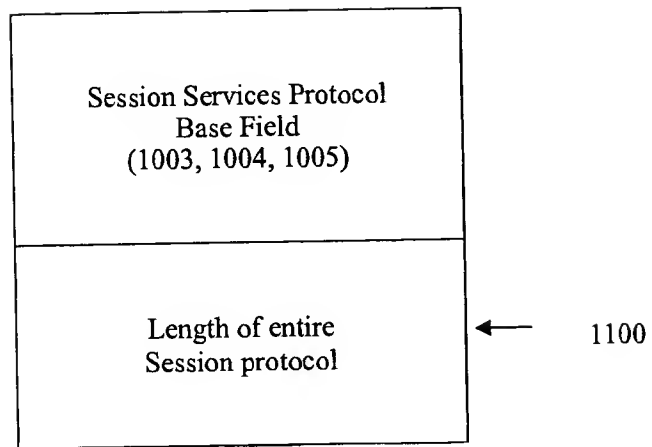 Session Services Protocol
Base Field
(1003, 1004, 1005)
Length of entire
Session protocol
1100